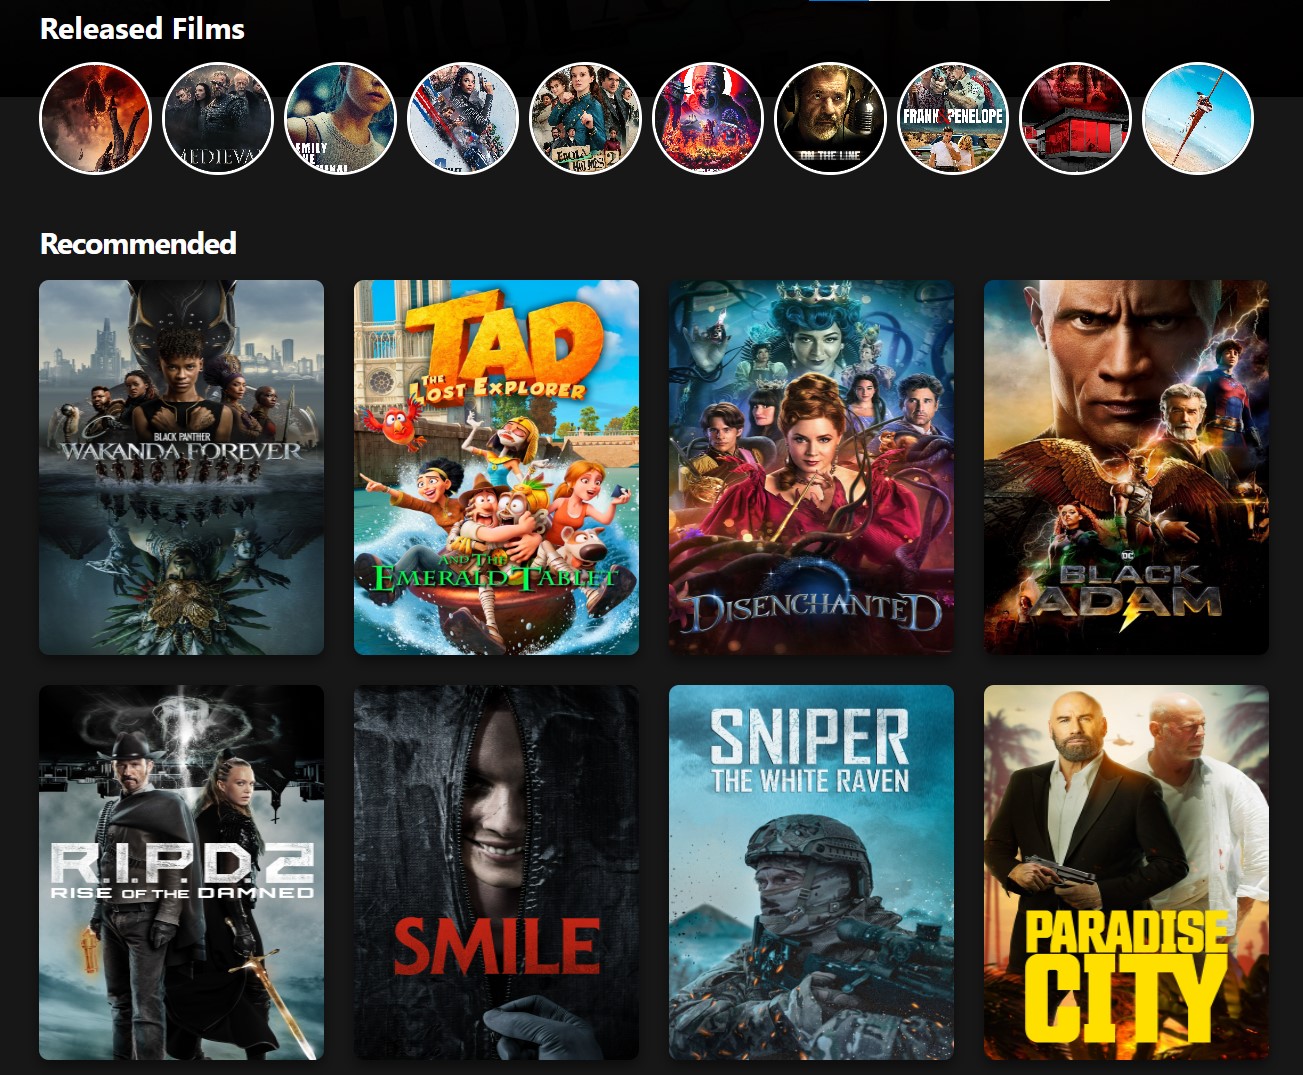 Released Films
MEDIEVA
EMILY
THE
MINAL
ENOLA
HOLMES 2
ON THE LINE
FRANK & PENELOPE
Recommended
BLACK PANTHER
WAKANDA FOREVER
TAD
THE
LOST EXPLORER
AND THE
EMERALD TABLET
DISENCHANTED
DC
BLACK
ADAM
R.I.P.D.2
RISE OF THE DAMNED
SMILE
SNIPER
THE WHITE RAVEN
PARADISE
CITY